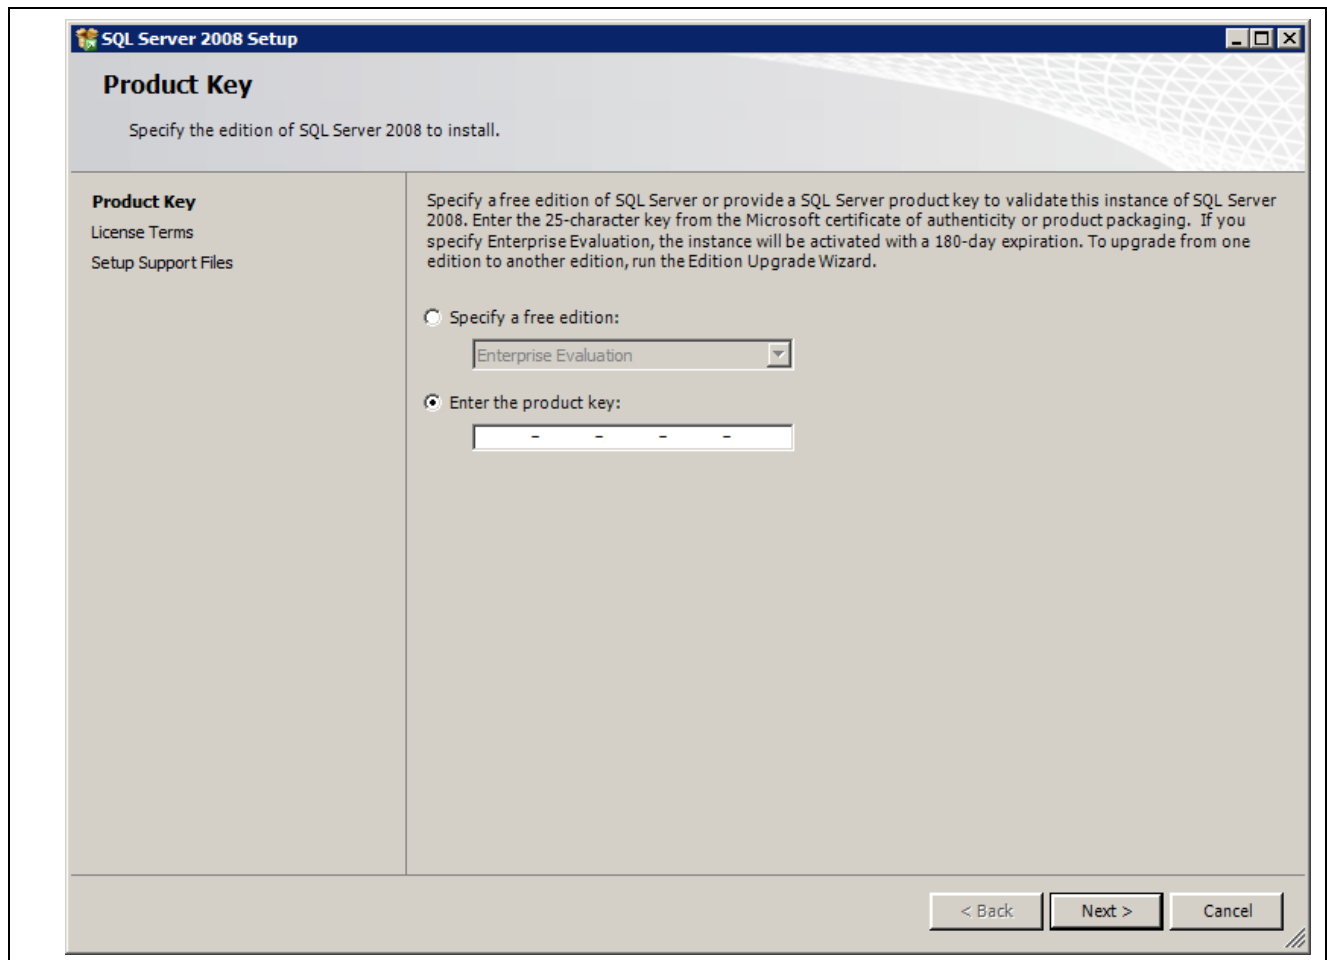 SQL Server 2008 Setup
Product Key
Specify the edition of SQL Server 2008 to install.
Product Key
License Terms
Setup Support Files
Specify a free edition of SQL Server or provide a SQL Server product key to validate this instance of SQL Server
2008. Enter the 25-character key from the Microsoft certificate of authenticity or product packaging.  If you
specify Enterprise Evaluation, the instance will be activated with a 180-day expiration. To upgrade from one
edition to another edition, run the Edition Upgrade Wizard.
Specify a free edition:
Enterprise Evaluation
Enter the product key:
- - - -
< Back
Next >
Cancel